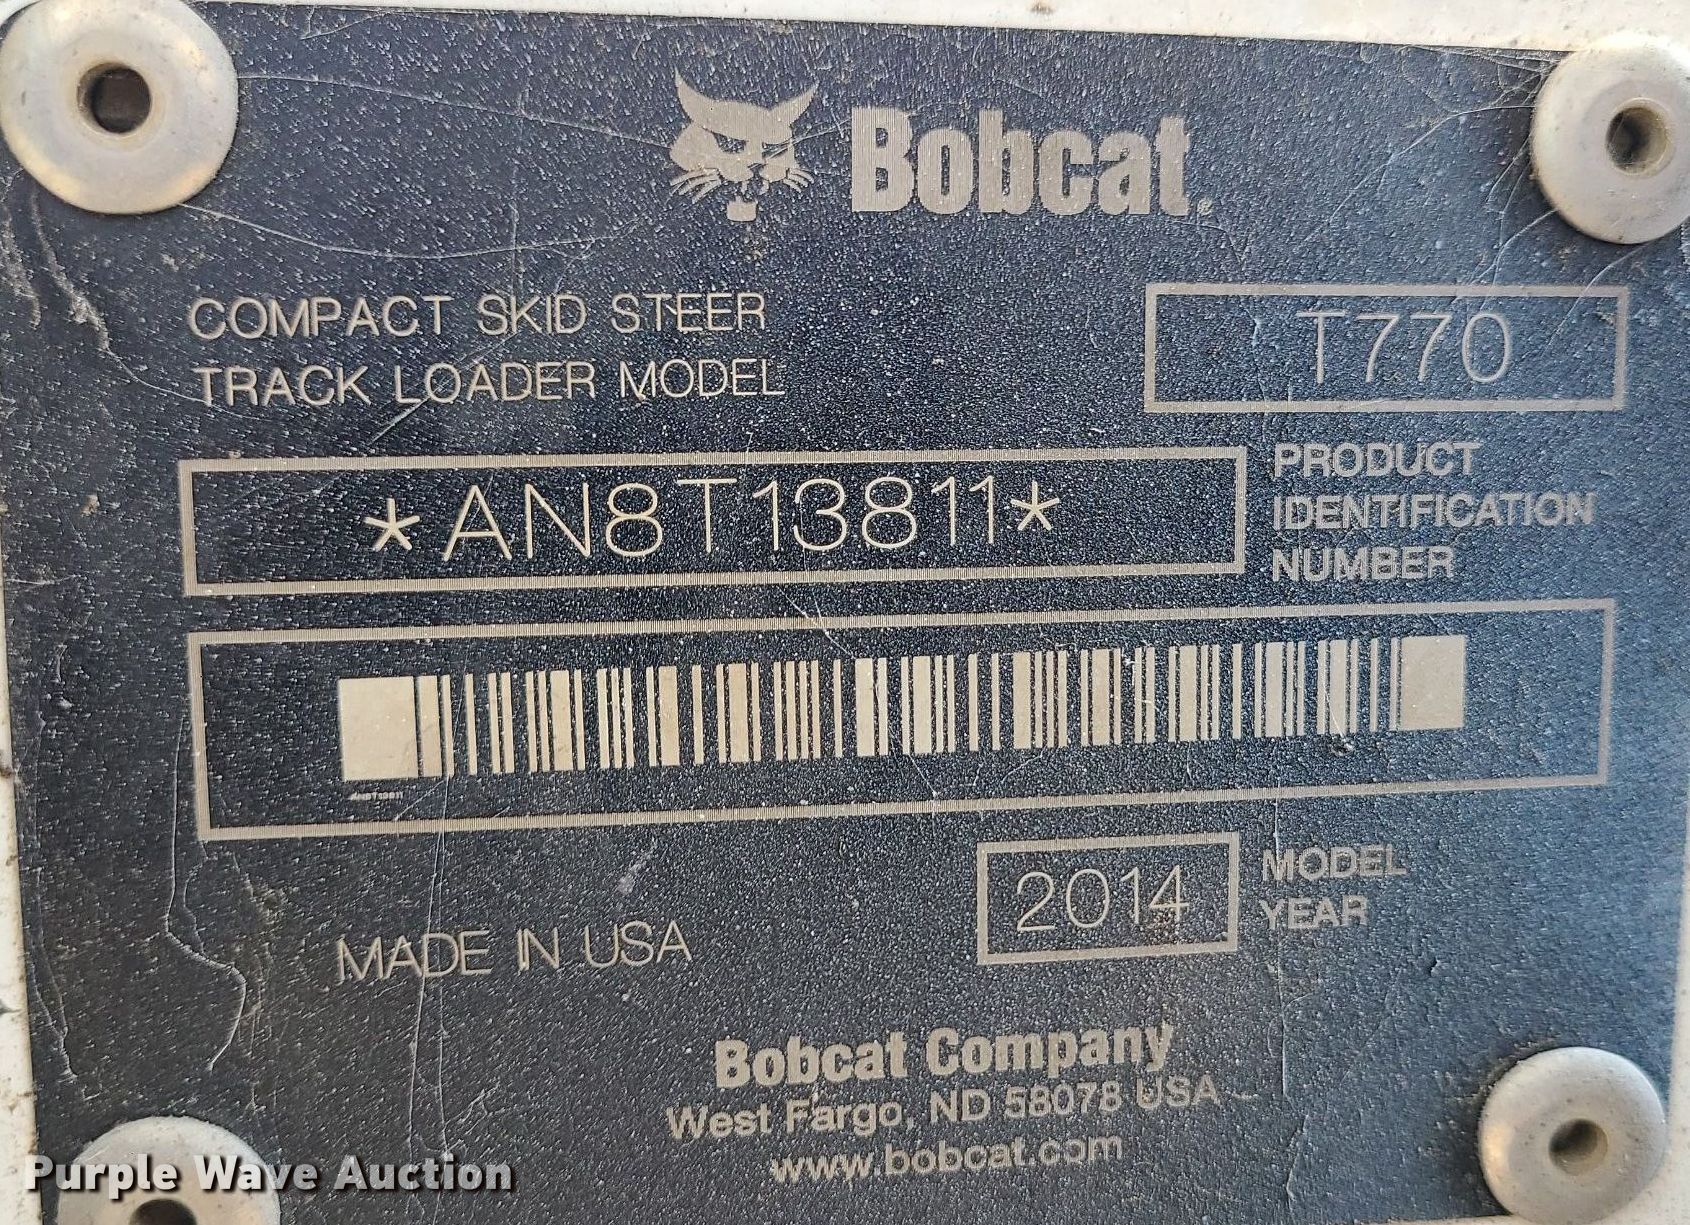 Bobcat®
COMPACT SKID STEER
TRACK LOADER MODEL
T770
*AN8T13811*
PRODUCT
IDENTIFICATION
NUMBER
AN8T13811
2014
MODEL
YEAR
MADE IN USA
Bobcat Company
West Fargo, ND 58078 USA
www.bobcat.com
Purple Wave Auction